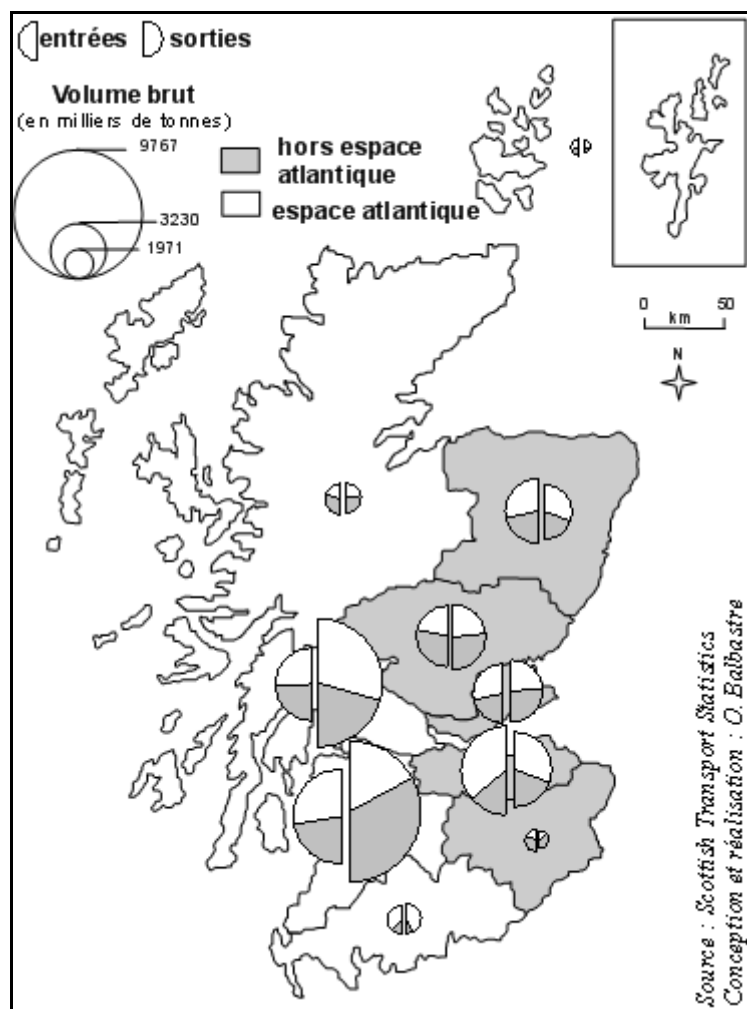 entrées sorties
Volume brut
(en milliers de tonnes)
9767
3230
1971
hors espace
atlantique
espace atlantique
0 50
km
N
Source : Scottish Transport Statistics
Conception et réalisation : O. Balbastre